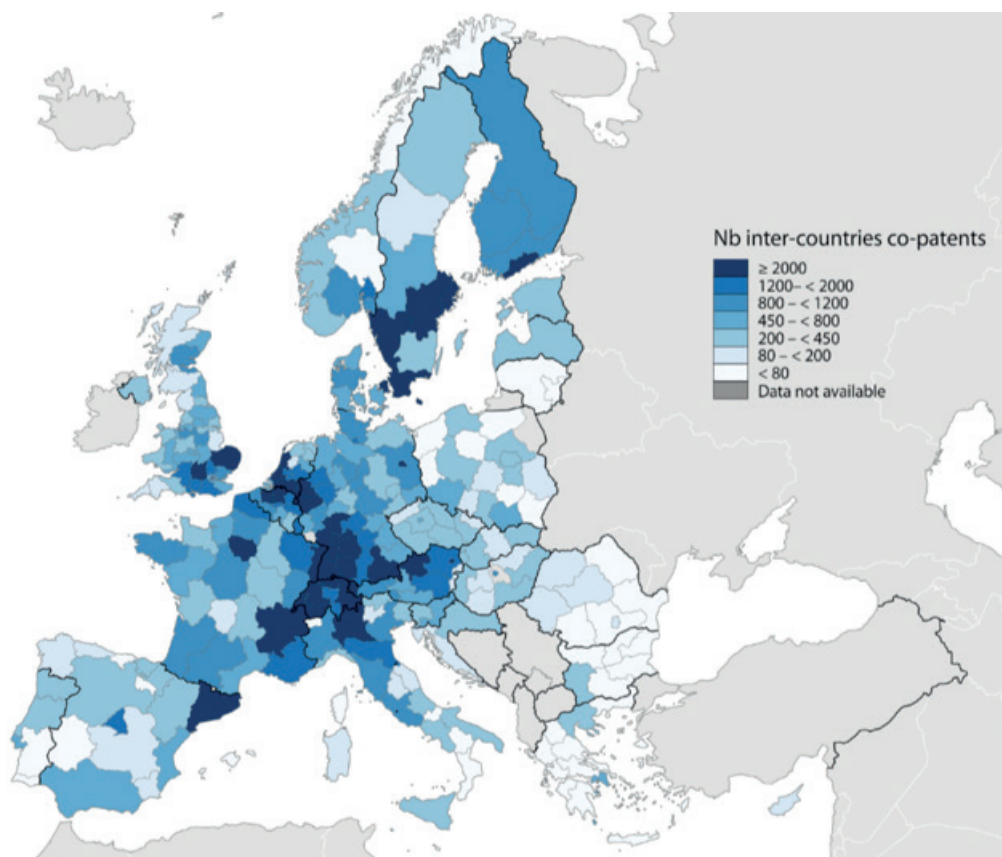 Nb inter-countries co-patents
≥ 2000
1200– < 2000
800 – < 1200
450 – < 800
200 – < 450
80 – < 200
< 80
Data not available